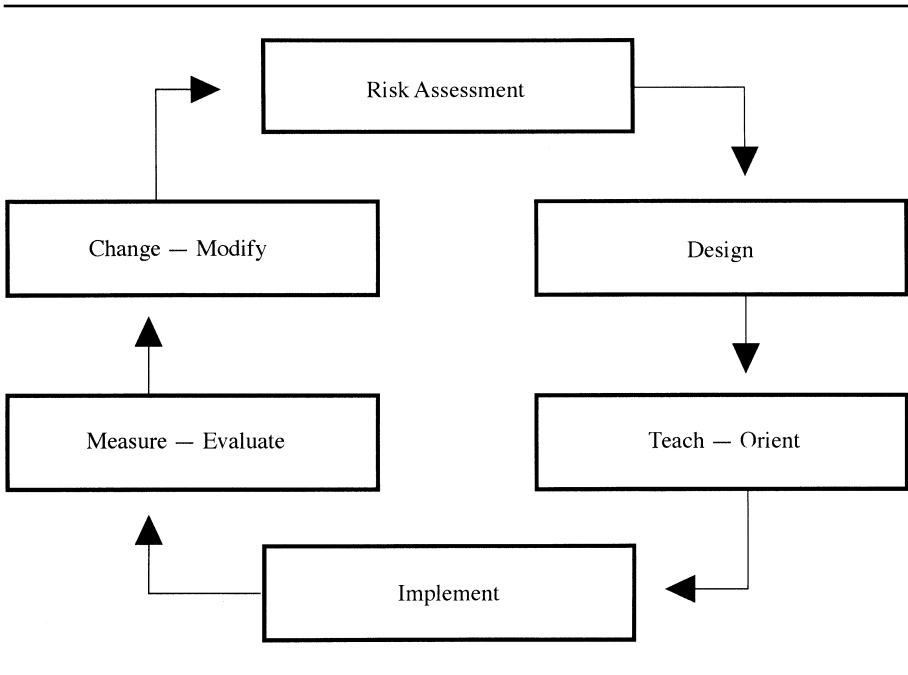 Risk Assessment
Change — Modify
Design
Measure — Evaluate
Teach — Orient
Implement